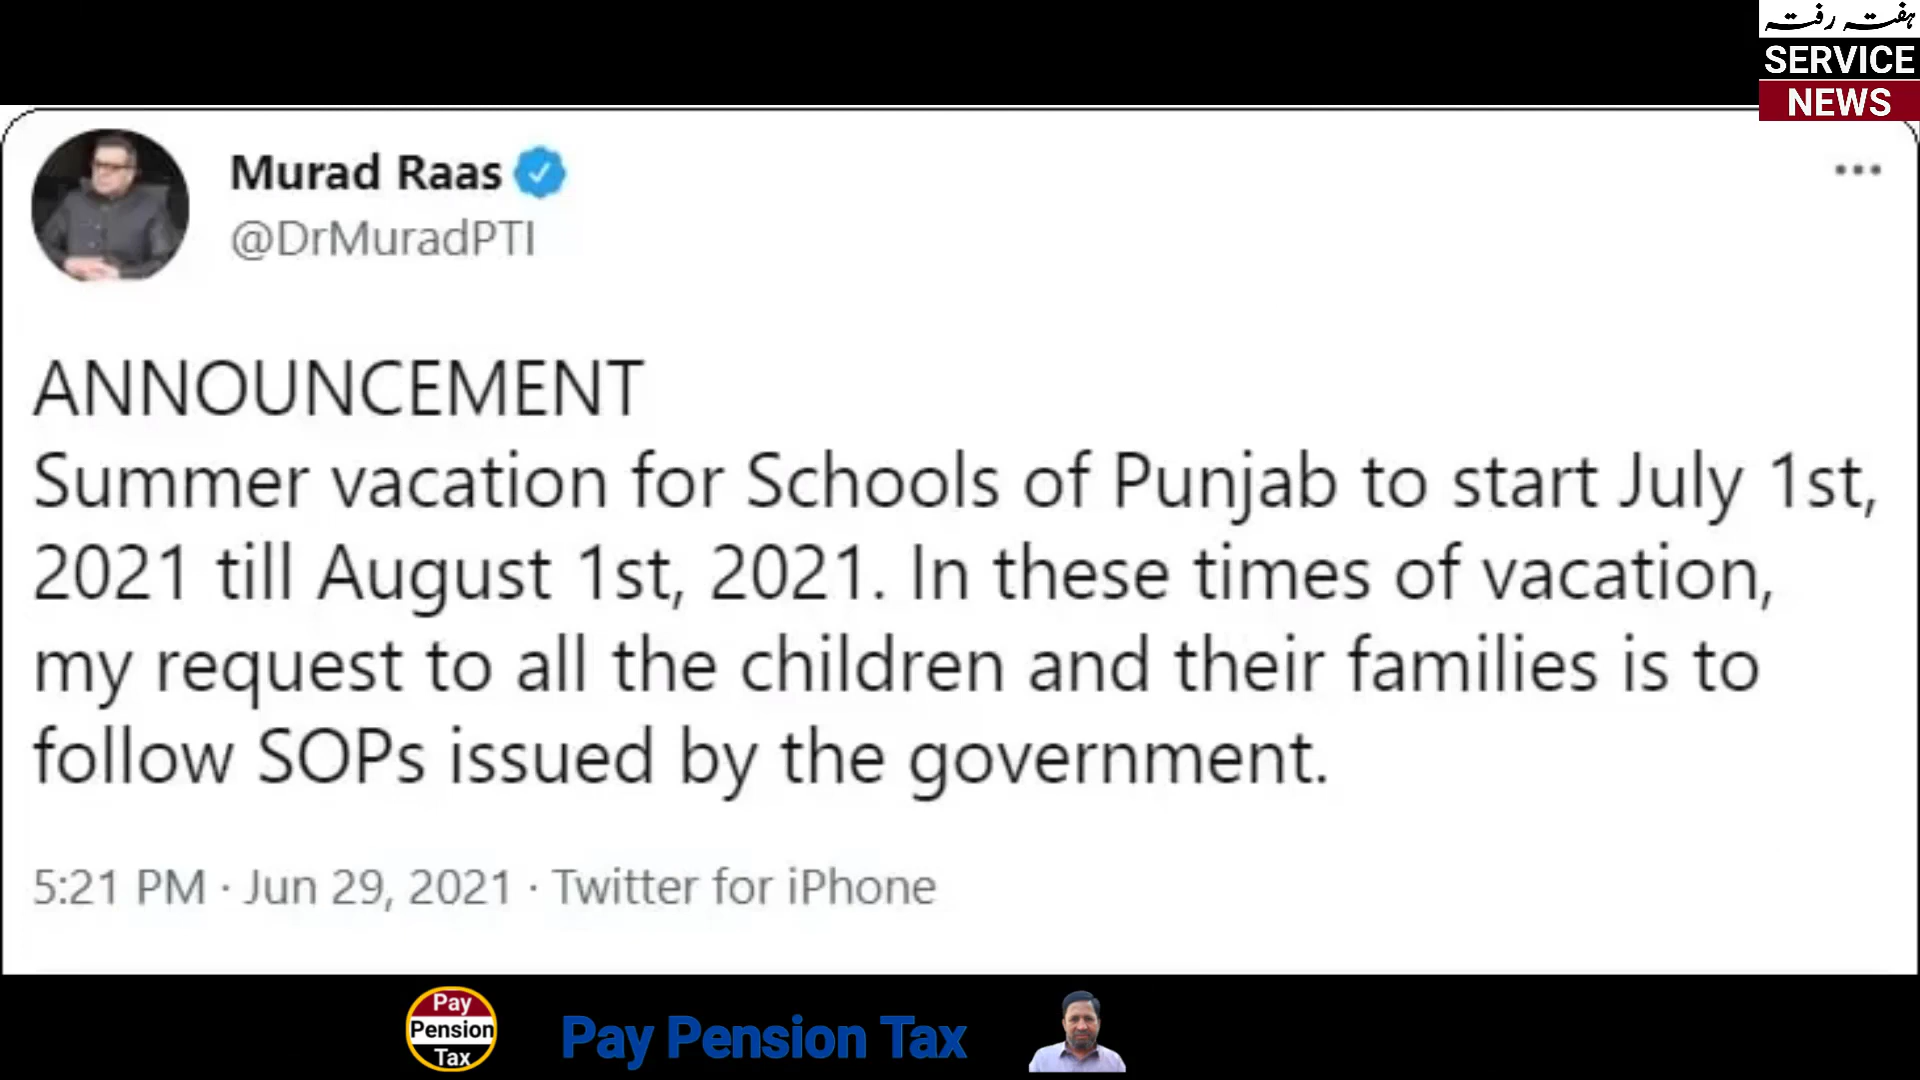 ہفتہ رفتہ
SERVICE
NEWS
Murad Raas
@DrMuradPTI
ANNOUNCEMENT
Summer vacation for Schools of Punjab to start July 1st,
2021 till August 1st, 2021. In these times of vacation,
my request to all the children and their families is to
follow SOPs issued by the government.
5:21 PM · Jun 29, 2021 · Twitter for iPhone
Pay
Pension
Tax
Pay Pension Tax